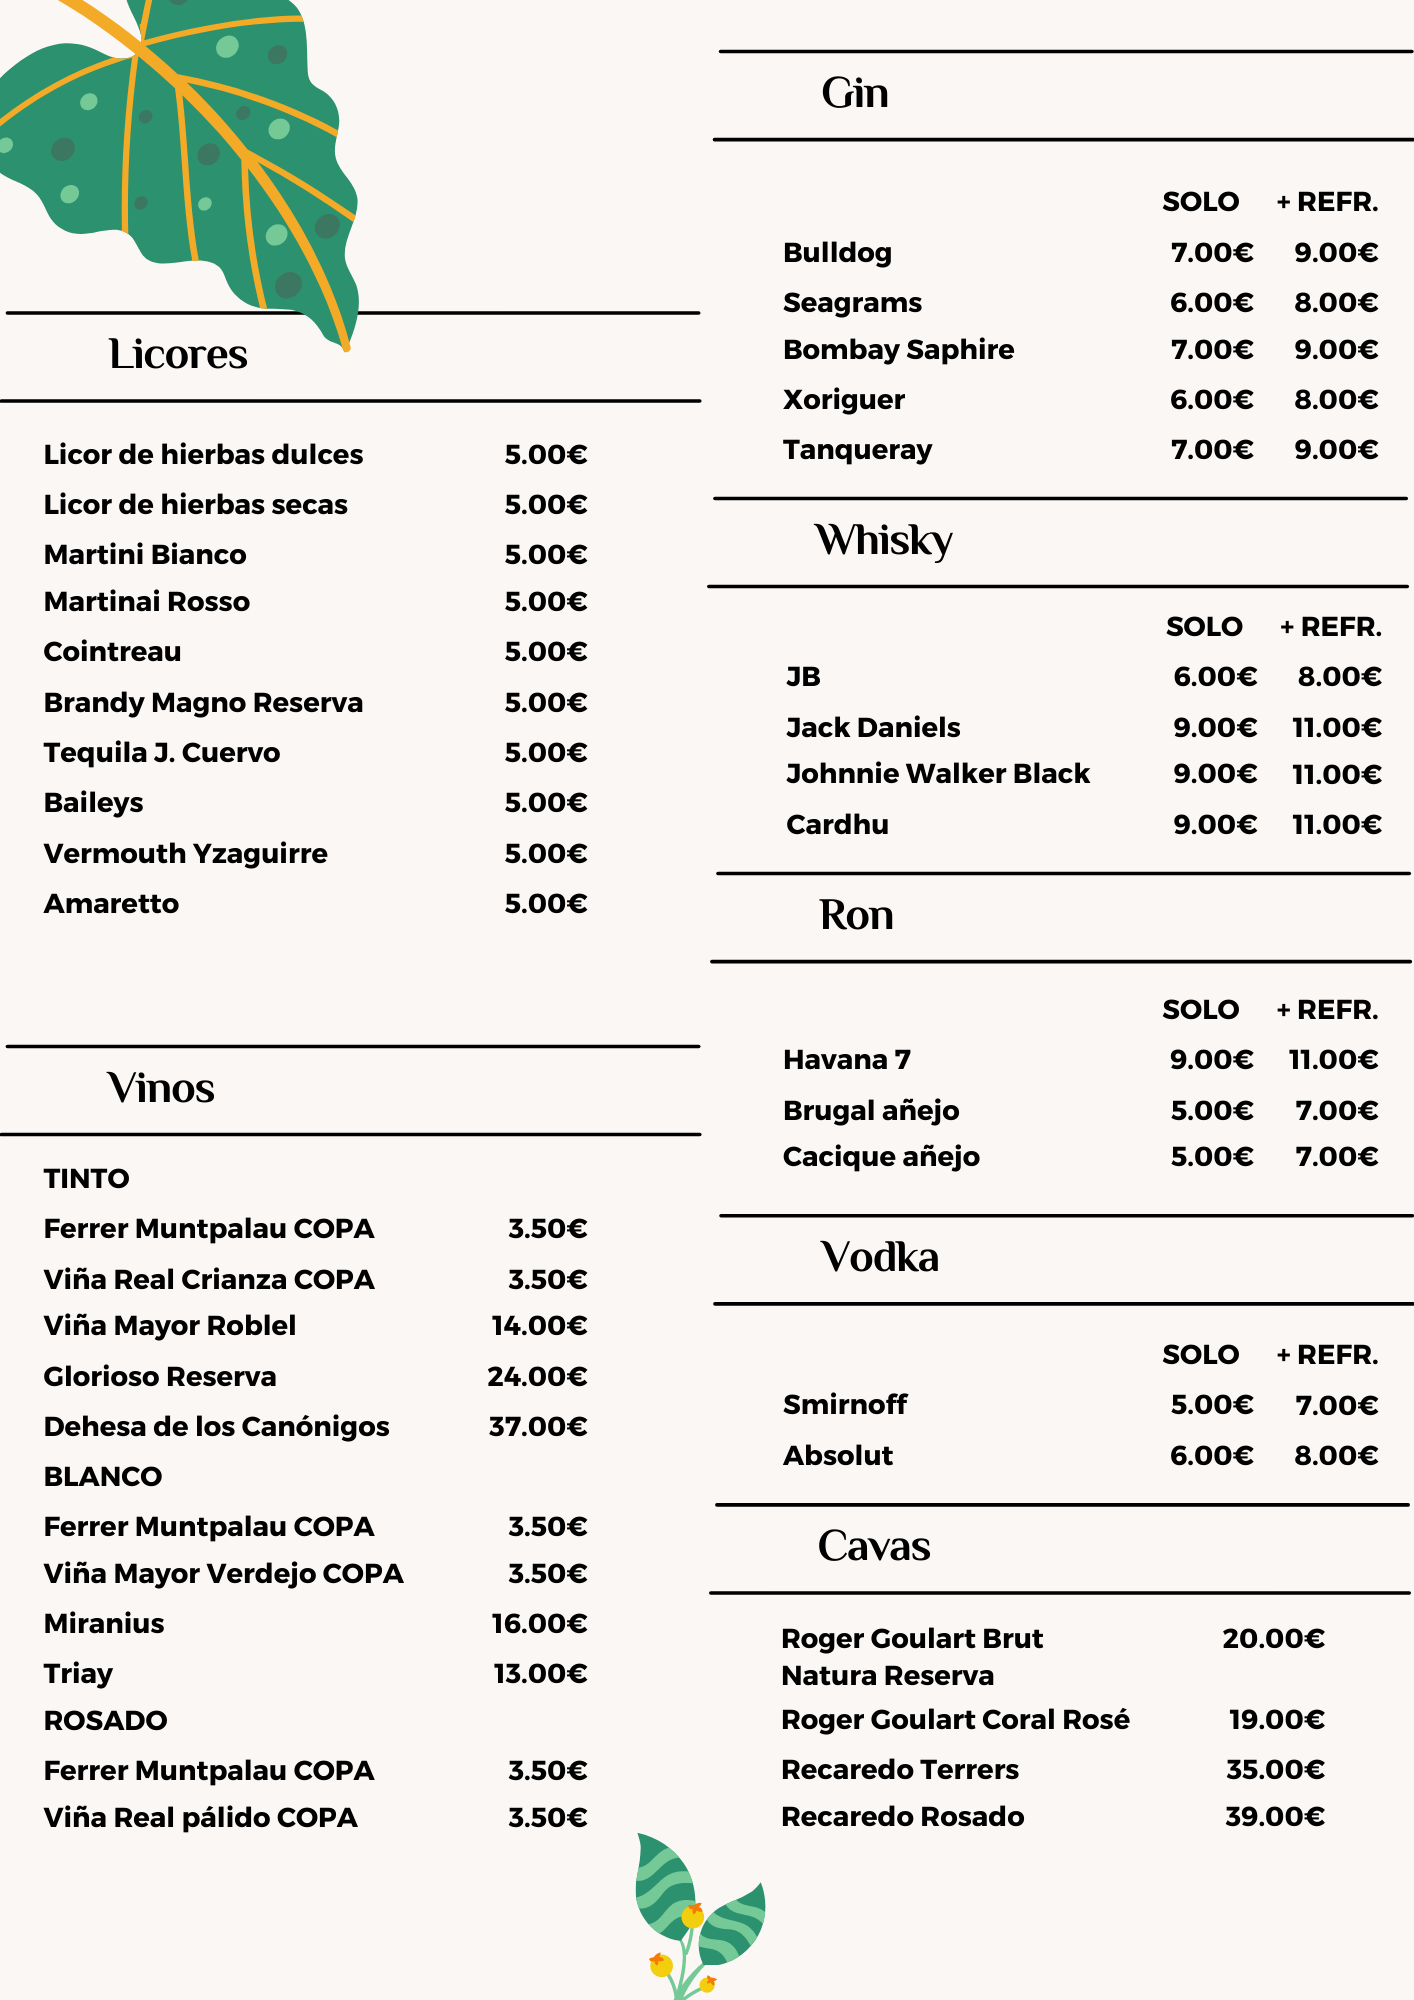 Licores
Licor de hierbas dulces 5.00€
Licor de hierbas secas 5.00€
Martini Bianco 5.00€
Martinai Rosso 5.00€
Cointreau 5.00€
Brandy Magno Reserva 5.00€
Tequila J. Cuervo 5.00€
Baileys 5.00€
Vermouth Yzaguirre 5.00€
Amaretto 5.00€
Vinos
TINTO
Ferrer Muntpalau COPA 3.50€
Viña Real Crianza COPA 3.50€
Viña Mayor Roblel 14.00€
Glorioso Reserva 24.00€
Dehesa de los Canónigos 37.00€
BLANCO
Ferrer Muntpalau COPA 3.50€
Viña Mayor Verdejo COPA 3.50€
Miranius 16.00€
Triay 13.00€
ROSADO
Ferrer Muntpalau COPA 3.50€
Viña Real pálido COPA 3.50€
Gin
SOLO + REFR.
Bulldog 7.00€ 9.00€
Seagrams 6.00€ 8.00€
Bombay Saphire 7.00€ 9.00€
Xoriguer 6.00€ 8.00€
Tanqueray 7.00€ 9.00€
Whisky
SOLO + REFR.
JB 6.00€ 8.00€
Jack Daniels 9.00€ 11.00€
Johnnie Walker Black 9.00€ 11.00€
Cardhu 9.00€ 11.00€
Ron
SOLO + REFR.
Havana 7 9.00€ 11.00€
Brugal añejo 5.00€ 7.00€
Cacique añejo 5.00€ 7.00€
Vodka
SOLO + REFR.
Smirnoff 5.00€ 7.00€
Absolut 6.00€ 8.00€
Cavas
Roger Goulart Brut 20.00€
Natura Reserva
Roger Goulart Coral Rosé 19.00€
Recaredo Terrers 35.00€
Recaredo Rosado 39.00€